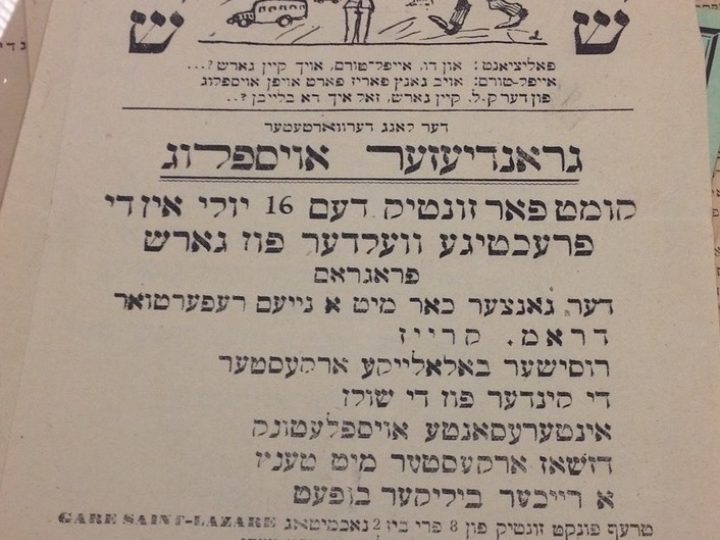 ש ש
פאליציאנט: און דו, אייפל־טורם, אויך קיין גארש?...
אייפל־טורם: אויב גאנץ פאריז פארט אויפן אויספלוג
פון דער ק.ל. קיין גארש, זאל איך דא בלייבן?..
דער לאנג דערווארטעטער
גראנדיעזער אויספלוג
קומט פאר זונטיק דעם 16 יולי אין די
פרעכטיגע וועלדער פון גארש
פראגראם
דער גאנצער כאר מיט א נייעם רעפערטואר
דראמ. קרייז
רוסישער באלאלייקע ארקעסטער
די קינדער פון די שולן
אינטערעסאנטע אויספלעטונק
דזשאז ארקעסטער מיט טענץ
א רייכער ביליקער בופעט
טרעף פונקט זונטיק פון 8 פרי ביז 2 נאכמיטאג GARE SAINT-LAZARE